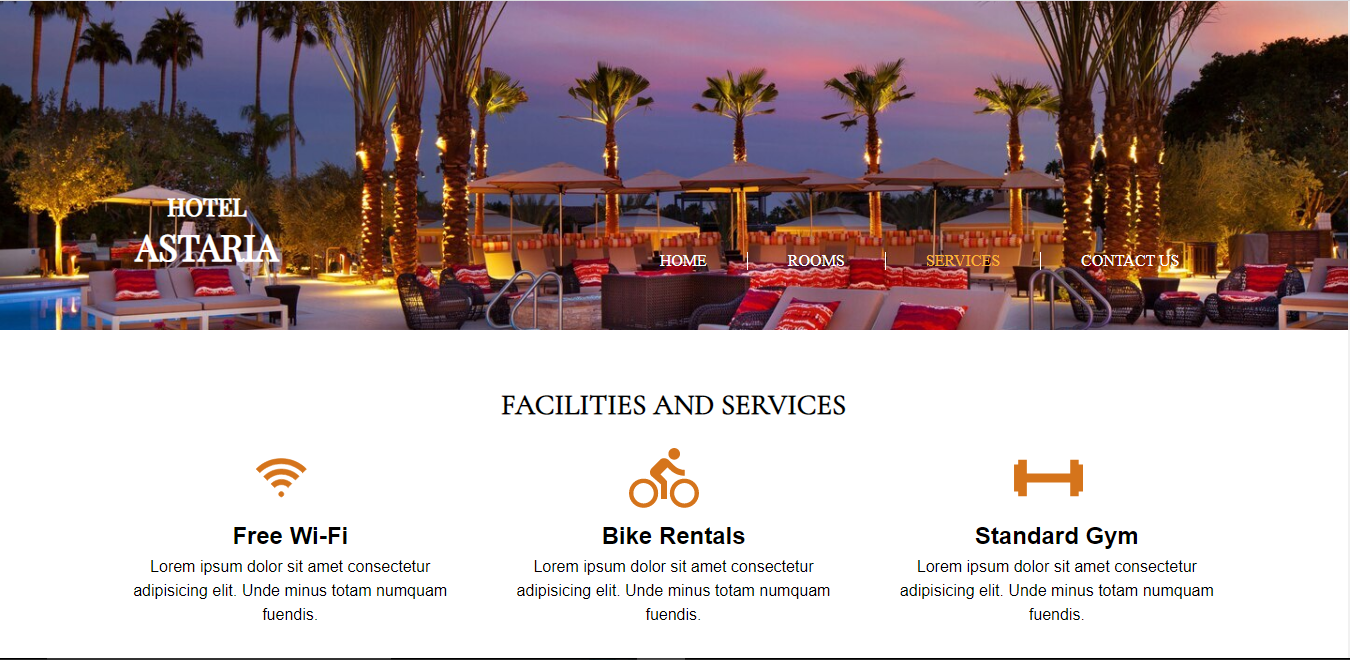 HOTEL
ASTARIA
HOME | ROOMS | SERVICES | CONTACT US
FACILITIES AND SERVICES
Free Wi-Fi
Lorem ipsum dolor sit amet consectetur
adipisicing elit. Unde minus totam numquam
fuendis.
Bike Rentals
Lorem ipsum dolor sit amet consectetur
adipisicing elit. Unde minus totam numquam
fuendis.
Standard Gym
Lorem ipsum dolor sit amet consectetur
adipisicing elit. Unde minus totam numquam
fuendis.